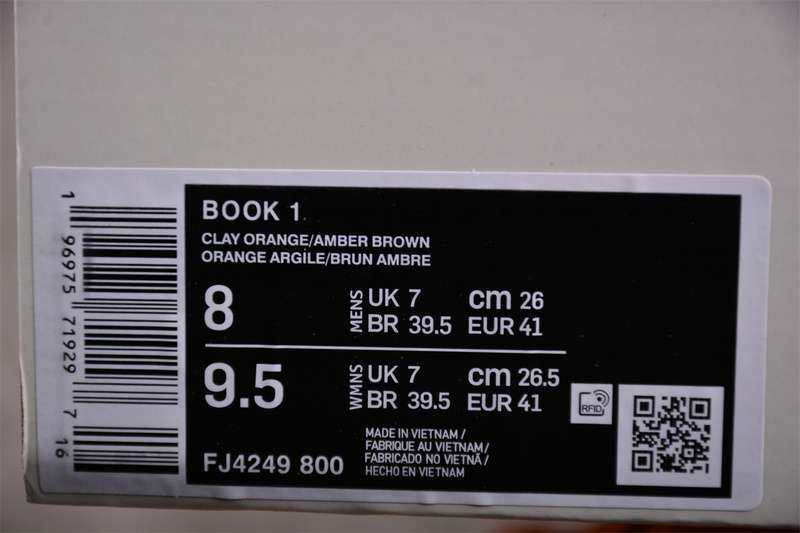 BOOK 1
CLAY ORANGE/AMBER BROWN
ORANGE ARGILE/BRUN AMBRE
8
MENS
UK 7 cm 26
BR 39.5 EUR 41
9.5
WMNS
UK 7 cm 26.5
BR 39.5 EUR 41
RFID
FJ4249 800
MADE IN VIETNAM /
FABRIQUE AU VIETNAM/
FABRICADO NO VIETNÃ /
HECHO EN VIETNAM
1 96975 71929 7 16